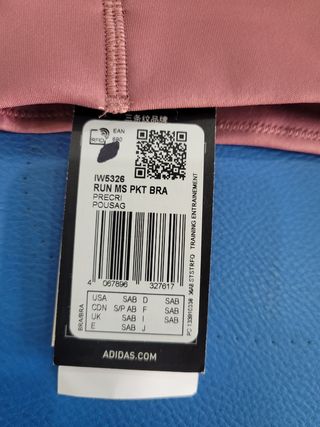 三条纹品牌
RFID
EAN
IW5326
RUN MS PKT BRA
PRECRI
POUSAG
TRAINING ENTRAINEMENT
4 067896 327617
BRA/BRA
USA SAB D SAB
CDN S/P AB F SAB
UK SAB I SAB
E SAB J
ADIDAS.COM